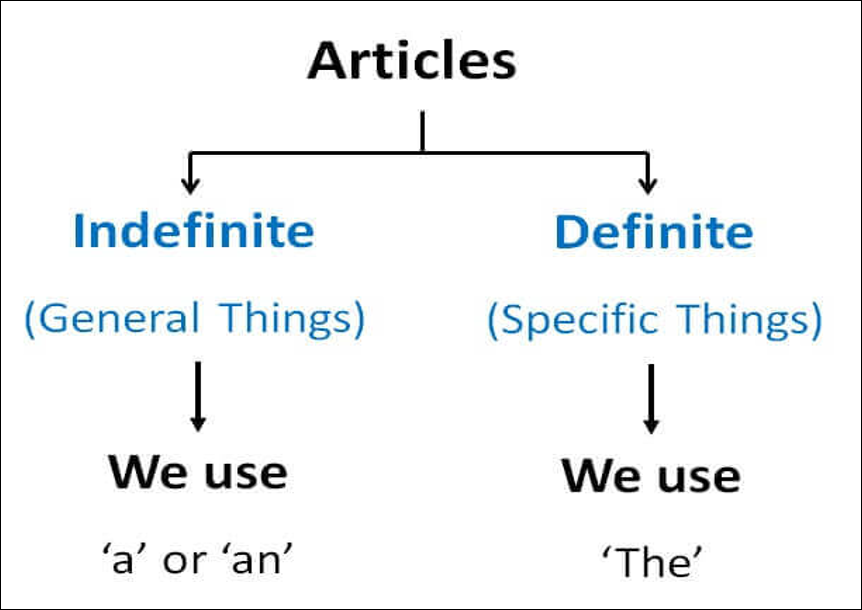 Articles
Indefinite
Definite
(General Things)
(Specific Things)
We use
We use
‘a’ or ‘an’
‘The’